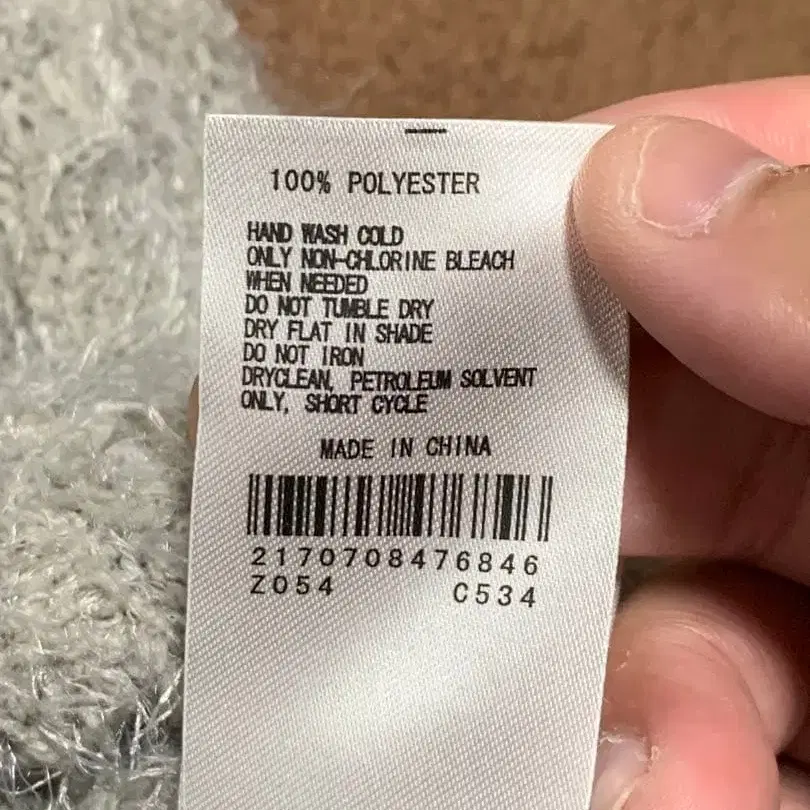 100% POLYESTER
HAND WASH COLD
ONLY NON-CHLORINE BLEACH
WHEN NEEDED
DO NOT TUMBLE DRY
DRY FLAT IN SHADE
DO NOT IRON
DRYCLEAN, PETROLEUM SOLVENT
ONLY, SHORT CYCLE
MADE IN CHINA
2170708476846
Z054 C534